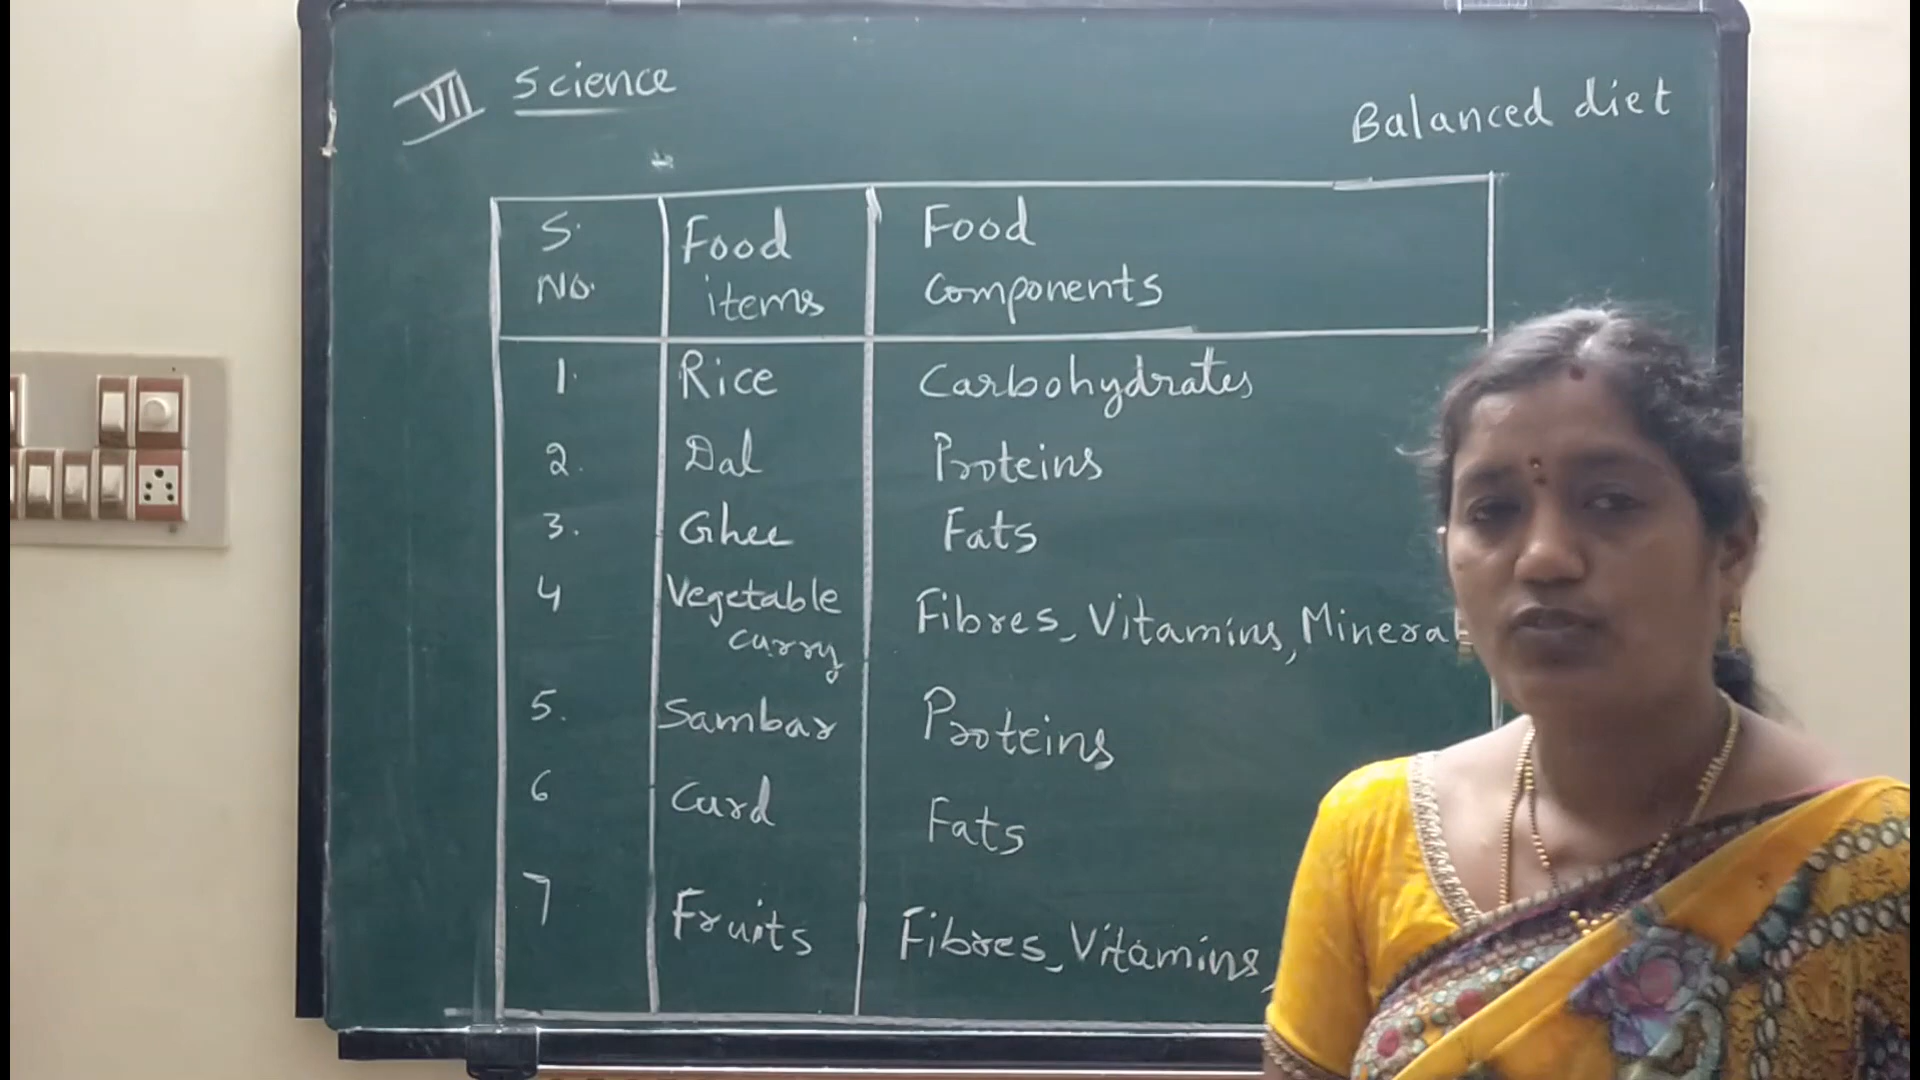 VII Science
Balanced diet
S. No. Food items Food components
1. Rice Carbohydrates
2. Dal Proteins
3. Ghee Fats
4 Vegetable curry Fibres, Vitamins, Mineral
5. Sambar Proteins
6 Curd Fats
7 Fruits Fibres, Vitamins,